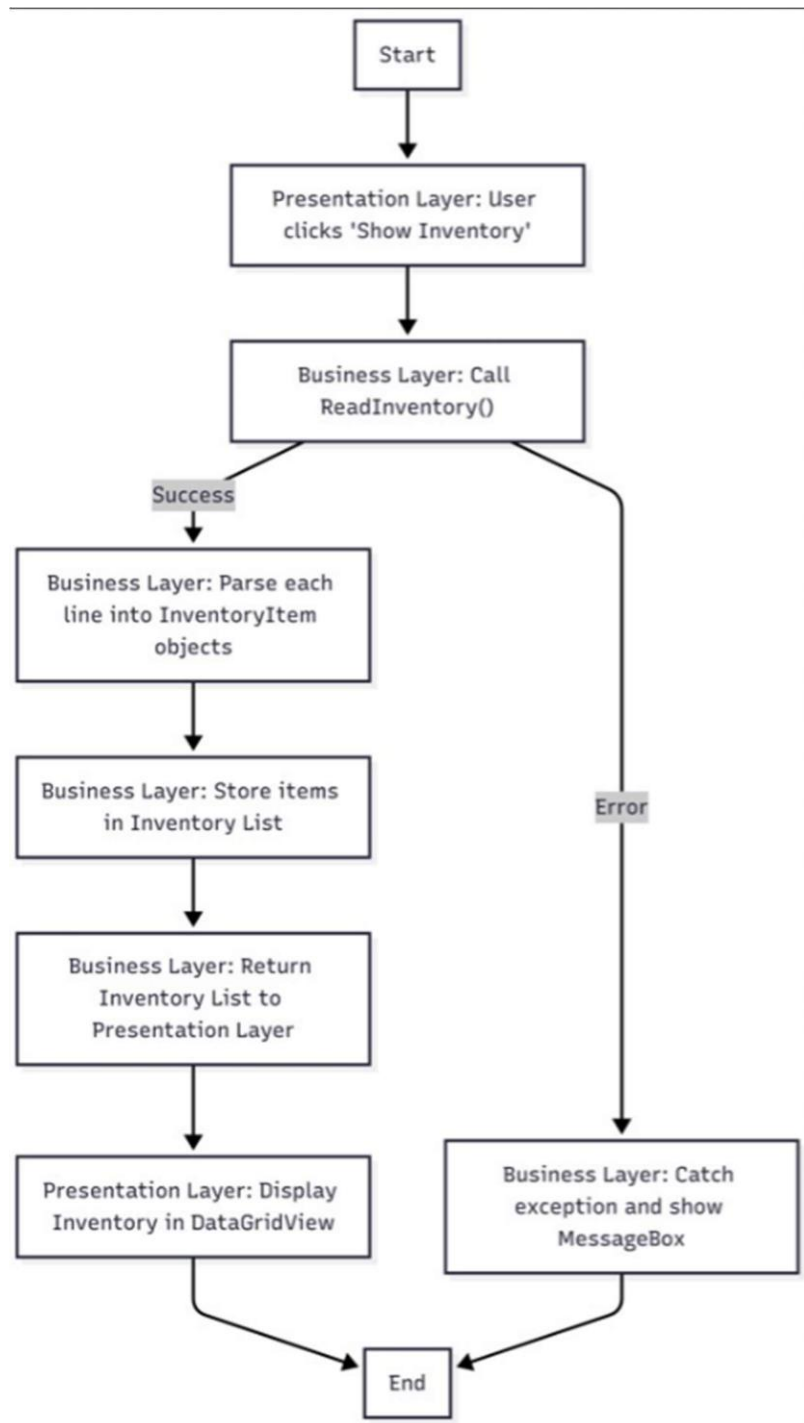 Start
Presentation Layer: User
clicks 'Show Inventory'
Business Layer: Call
ReadInventory()
Success
Business Layer: Parse each
line into InventoryItem
objects
Business Layer: Store items
in Inventory List
Error
Business Layer: Return
Inventory List to
Presentation Layer
Presentation Layer: Display
Inventory in DataGridView
Business Layer: Catch
exception and show
MessageBox
End